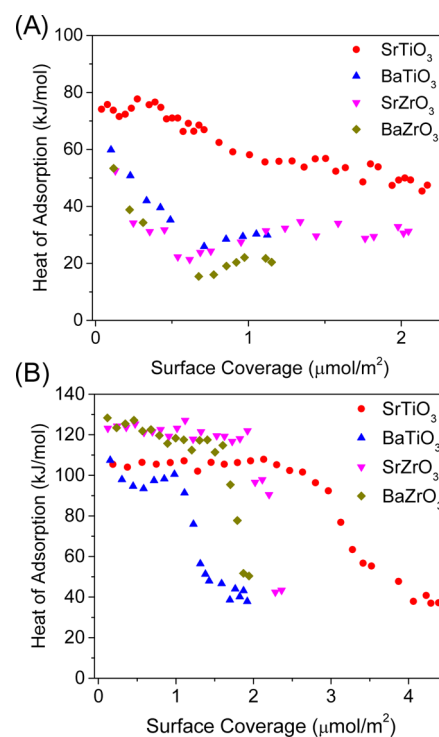 (A)
100
80
60
40
20
0
Heat of Adsorption (kJ/mol)
SrTiO₃
BaTiO₃
SrZrO₃
BaZrO₃
0 1 2
Surface Coverage (μmol/m²)
(B)
140
120
100
80
60
40
20
0
Heat of Adsorption (kJ/mol)
SrTiO₃
BaTiO₃
SrZrO₃
BaZrO₃
0 1 2 3 4
Surface Coverage (μmol/m²)